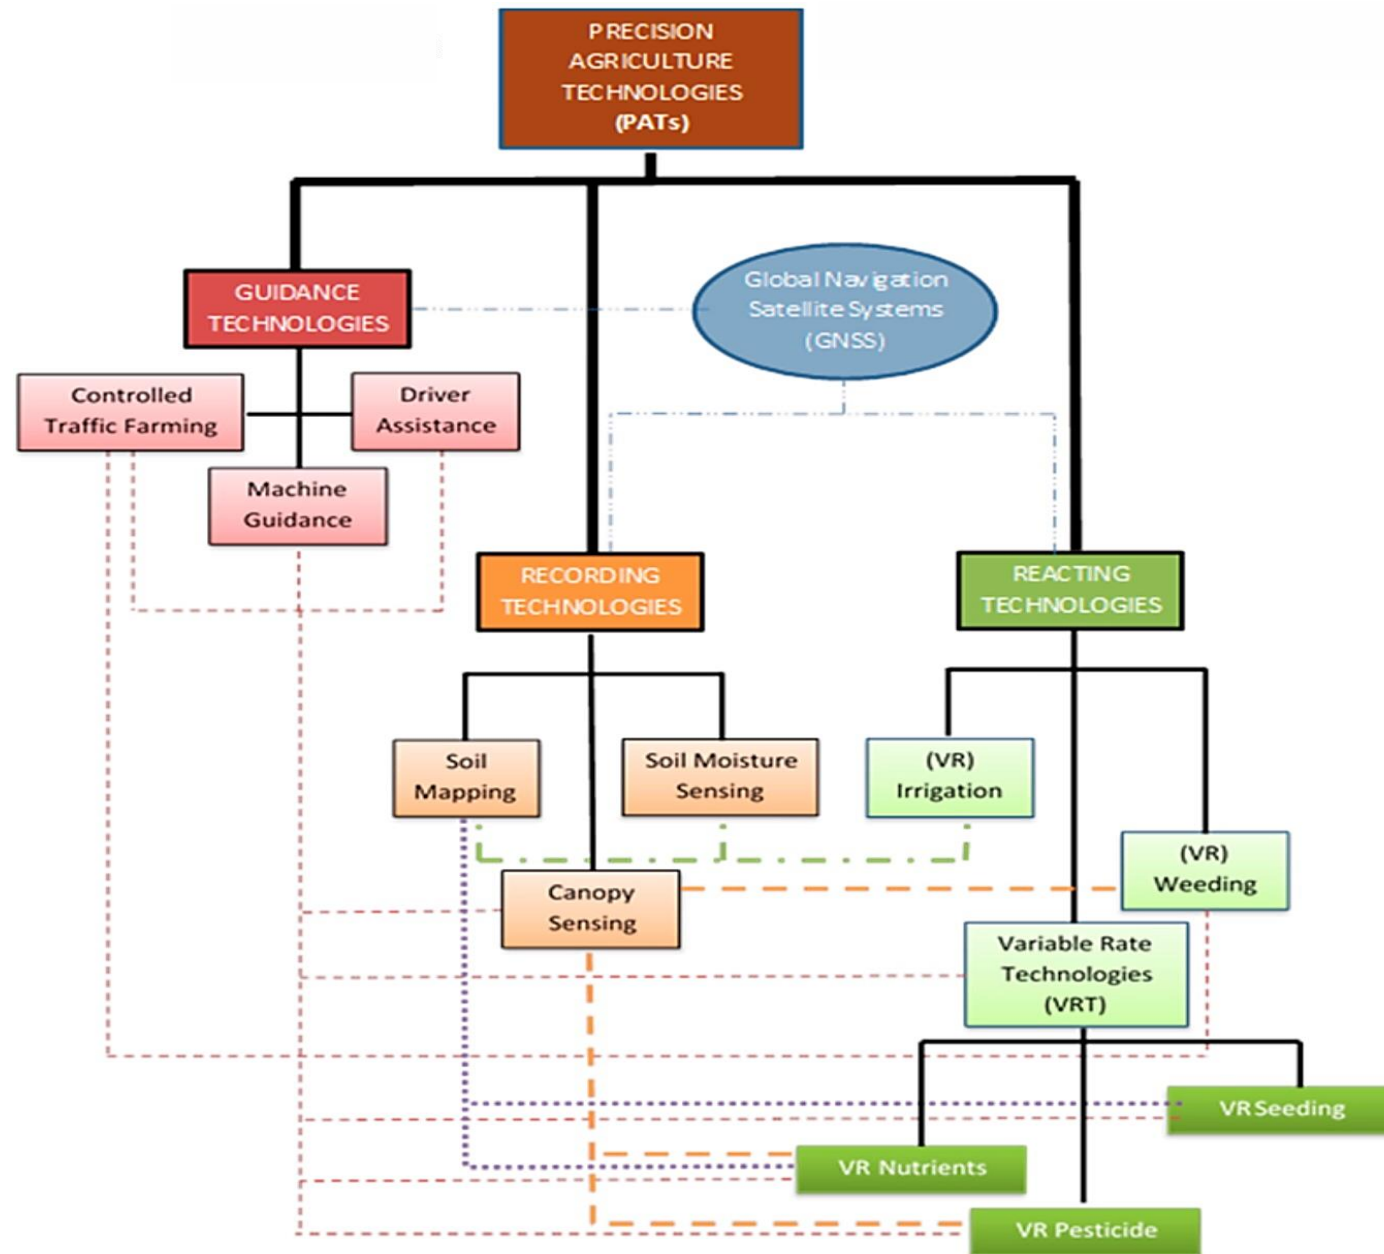 PRECISION
AGRICULTURE
TECHNOLOGIES
(PATs)
GUIDANCE
TECHNOLOGIES
Global Navigation
Satellite Systems
(GNSS)
Controlled
Traffic Farming
Driver
Assistance
Machine
Guidance
RECORDING
TECHNOLOGIES
REACTING
TECHNOLOGIES
Soil
Mapping
Soil Moisture
Sensing
(VR)
Irrigation
(VR)
Weeding
Canopy
Sensing
Variable Rate
Technologies
(VRT)
VR Seeding
VR Nutrients
VR Pesticide